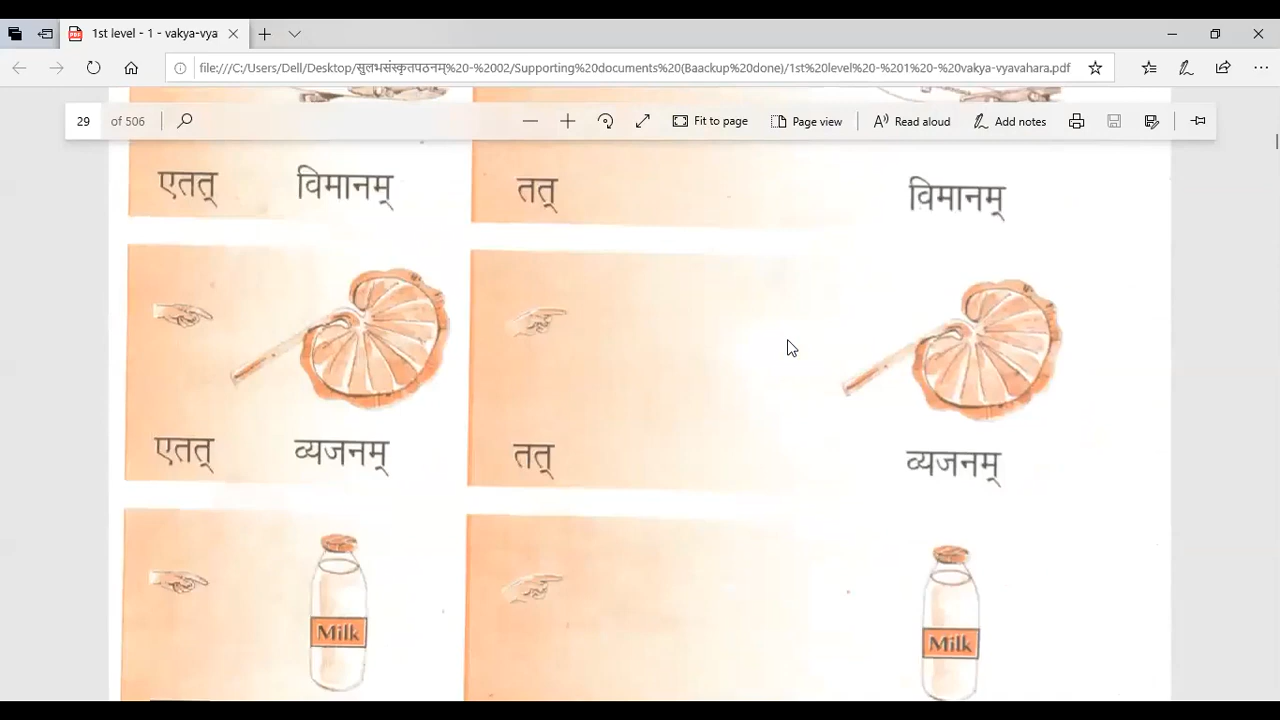 1st level - 1 - vakya-vya
file:///C:/Users/Dell/Desktop/सुलभसंस्कृतपठनम्%20-%2002/Supporting%20documents%20(Baackup%20done)/1st%20level%20-%201%20-%20vakya-vyavahara.pdf
29 of 506
Fit to page
Page view
Read aloud
Add notes
एतत् विमानम् तत् विमानम्
एतत् व्यजनम् तत् व्यजनम्
Milk Milk